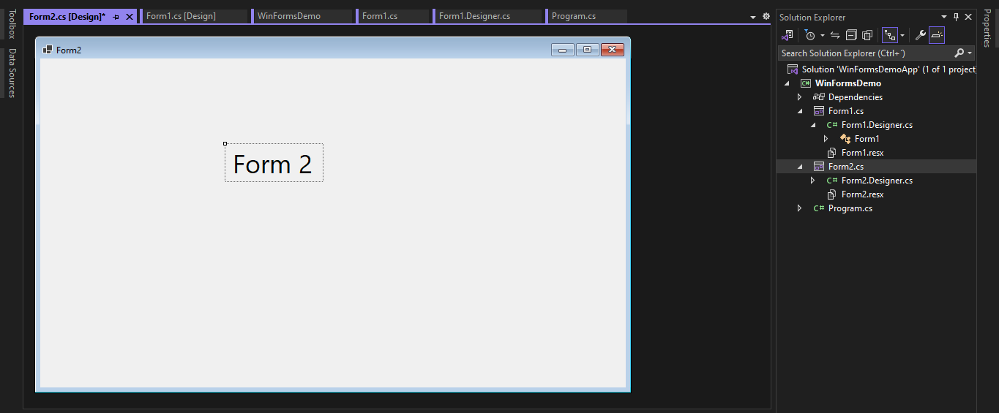 Toolbox
Data Sources
Form2.cs [Design]*
Form1.cs [Design]
WinFormsDemo
Form1.cs
Form1.Designer.cs
Program.cs
Form2
Form 2
Solution Explorer
Search Solution Explorer (Ctrl+´)
Solution 'WinFormsDemoApp' (1 of 1 project
WinFormsDemo
Dependencies
Form1.cs
C# Form1.Designer.cs
Form1
Form1.resx
Form2.cs
C# Form2.Designer.cs
Form2.resx
C# Program.cs
Properties